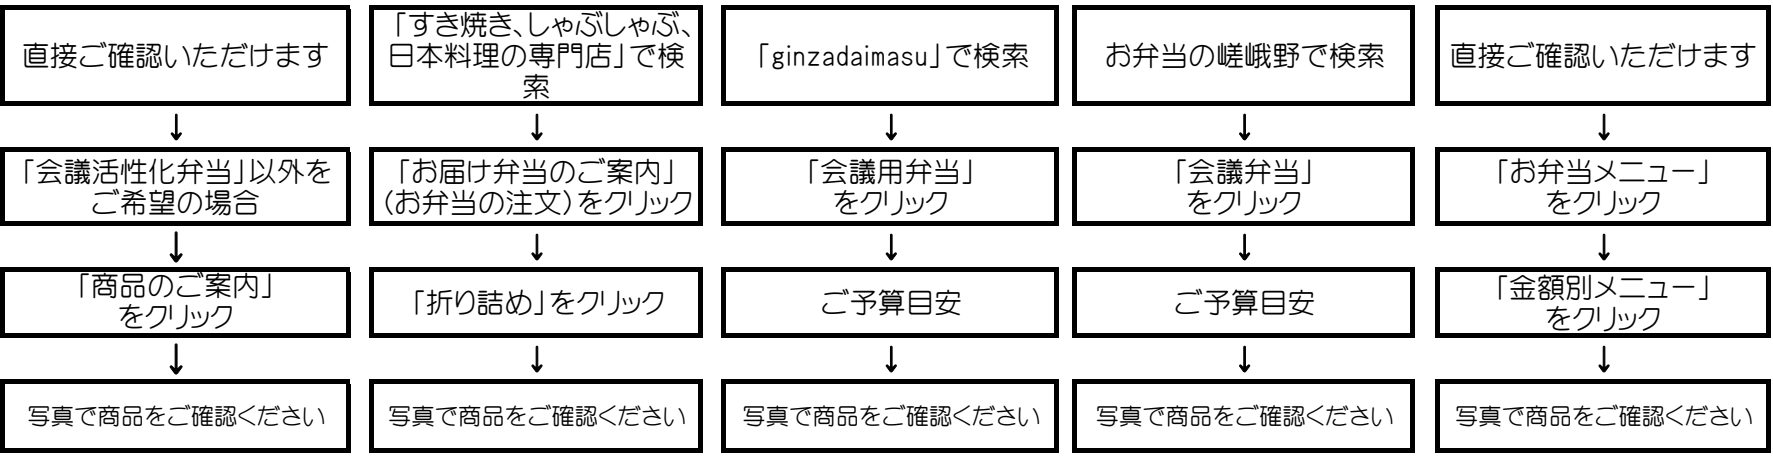 直接ご確認いただけます
↓
「会議活性化弁当」以外を
ご希望の場合
↓
「商品のご案内」
をクリック
↓
写真で商品をご確認ください
「すき焼き、しゃぶしゃぶ、
日本料理の専門店」で検
索
↓
「お届け弁当のご案内」
(お弁当の注文)をクリック
↓
「折り詰め」をクリック
↓
写真で商品をご確認ください
「ginzadaimasu」で検索
↓
「会議用弁当」
をクリック
↓
ご予算目安
↓
写真で商品をご確認ください
お弁当の嵯峨野で検索
↓
「会議弁当」
をクリック
↓
ご予算目安
↓
写真で商品をご確認ください
直接ご確認いただけます
↓
「お弁当メニュー」
をクリック
↓
「金額別メニュー」
をクリック
↓
写真で商品をご確認ください